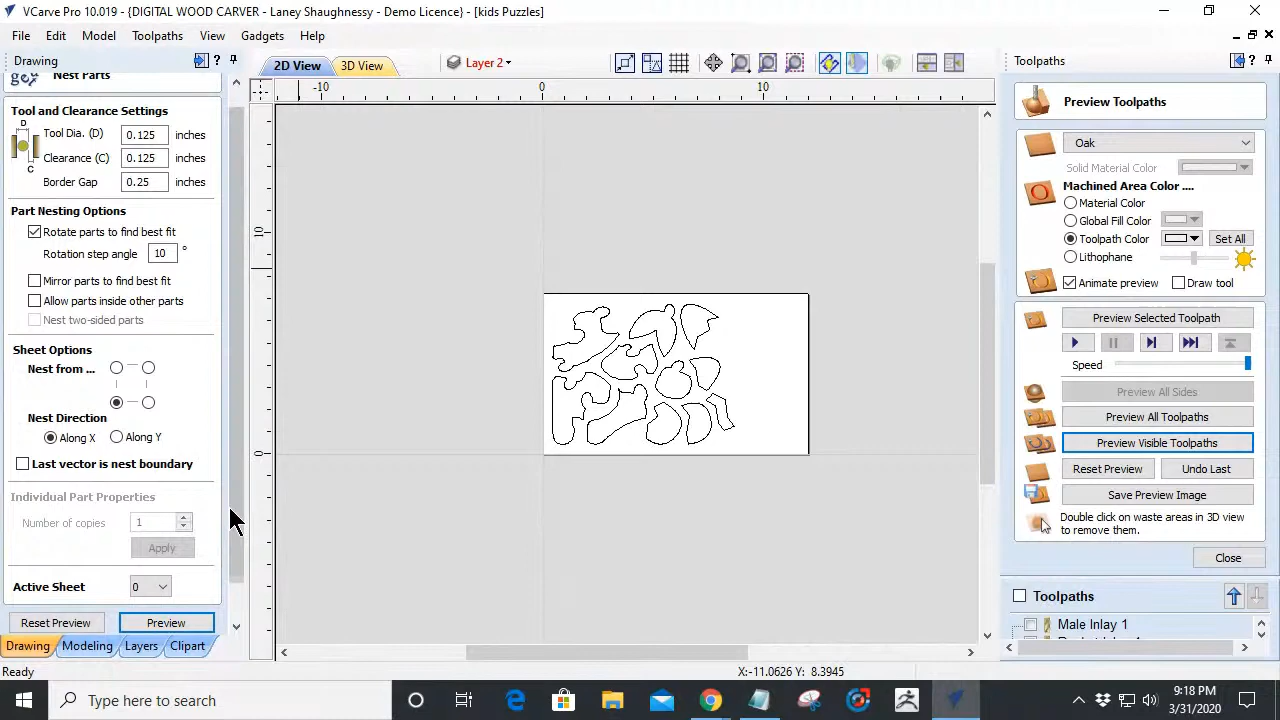 VCarve Pro 10.019 - {DIGITAL WOOD CARVER - Laney Shaughnessy - Demo Licence} - [kids Puzzles]
File Edit Model Toolpaths View Gadgets Help
Drawing
?
2D View
3D View
Layer 2
Toolpaths
?
Nest Parts
Tool and Clearance Settings
D
C
Tool Dia. (D) 0.125 inches
Clearance (C) 0.125 inches
Border Gap 0.25 inches
Part Nesting Options
Rotate parts to find best fit
Rotation step angle 10 °
Mirror parts to find best fit
Allow parts inside other parts
Nest two-sided parts
Sheet Options
Nest from ...
Nest Direction
Along X Along Y
Last vector is nest boundary
Individual Part Properties
Number of copies 1
Apply
Active Sheet 0
Reset Preview Preview
Drawing Modeling Layers Clipart
-10 0 10
10
0
Preview Toolpaths
Oak
Solid Material Color
Machined Area Color ....
Material Color
Global Fill Color
Toolpath Color Set All
Lithophane
Animate preview Draw tool
Preview Selected Toolpath
Speed
Preview All Sides
Preview All Toolpaths
Preview Visible Toolpaths
Reset Preview Undo Last
Save Preview Image
Double click on waste areas in 3D view
to remove them.
Close
Toolpaths
Male Inlay 1
Ready
X:-11.0626 Y: 8.3945
Type here to search
9:18 PM
3/31/2020